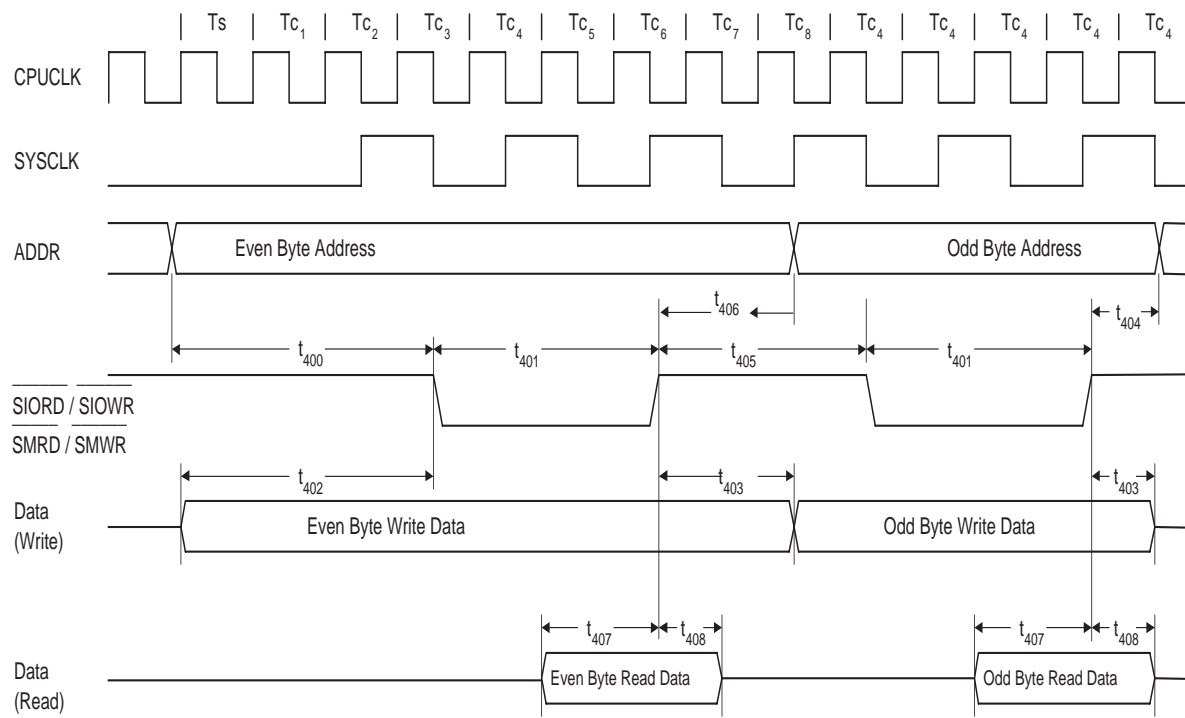 Ts Tc1 Tc2 Tc3 Tc4 Tc5 Tc6 Tc7 Tc8 Tc4 Tc4 Tc4 Tc4 Tc4
CPUCLK
SYSCLK
ADDR Even Byte Address Odd Byte Address
t406 t404
t400 t401 t405 t401
SIORD / SIOWR
SMRD / SMWR
t402 t403 t403
Data
(Write)
Even Byte Write Data Odd Byte Write Data
t407 t408 t407 t408
Data
(Read)
Even Byte Read Data Odd Byte Read Data